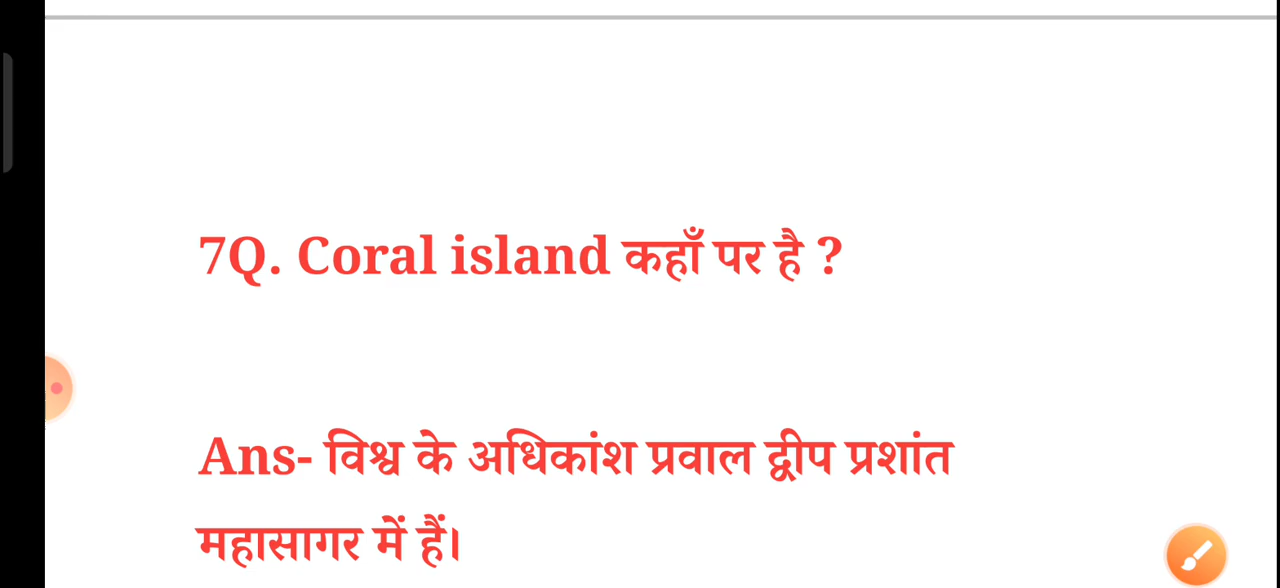 7Q. Coral island कहाँ पर है ?
Ans- विश्व के अधिकांश प्रवाल द्वीप प्रशांत
महासागर में हैं।